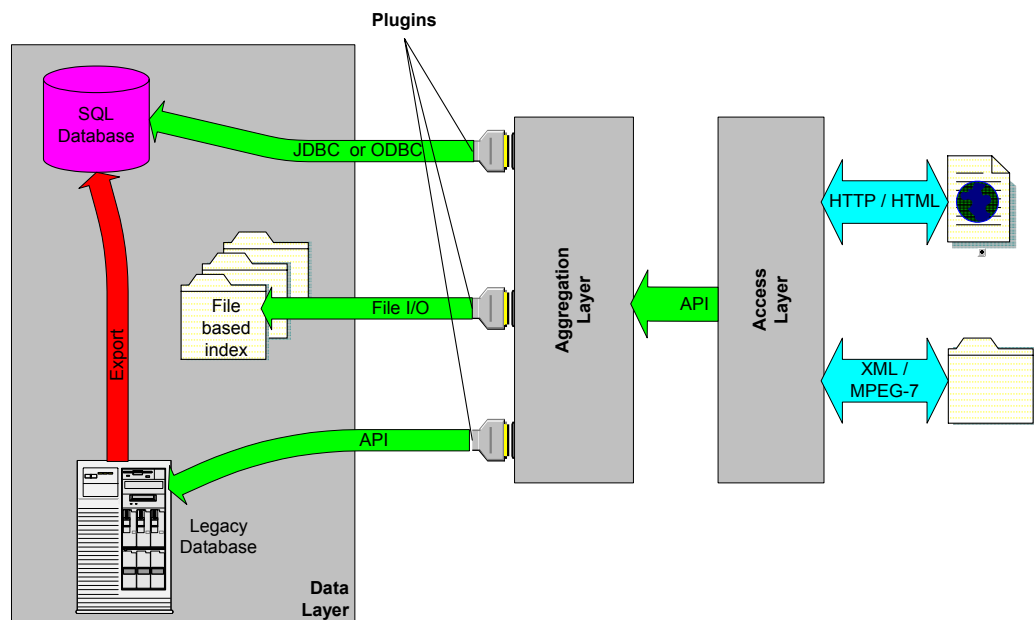 Plugins
SQL
Database
JDBC or ODBC
HTTP / HTML
File
based
index
File I/O
Aggregation
Layer
API
Access
Layer
XML /
MPEG-7
Export
API
Legacy
Database
Data
Layer